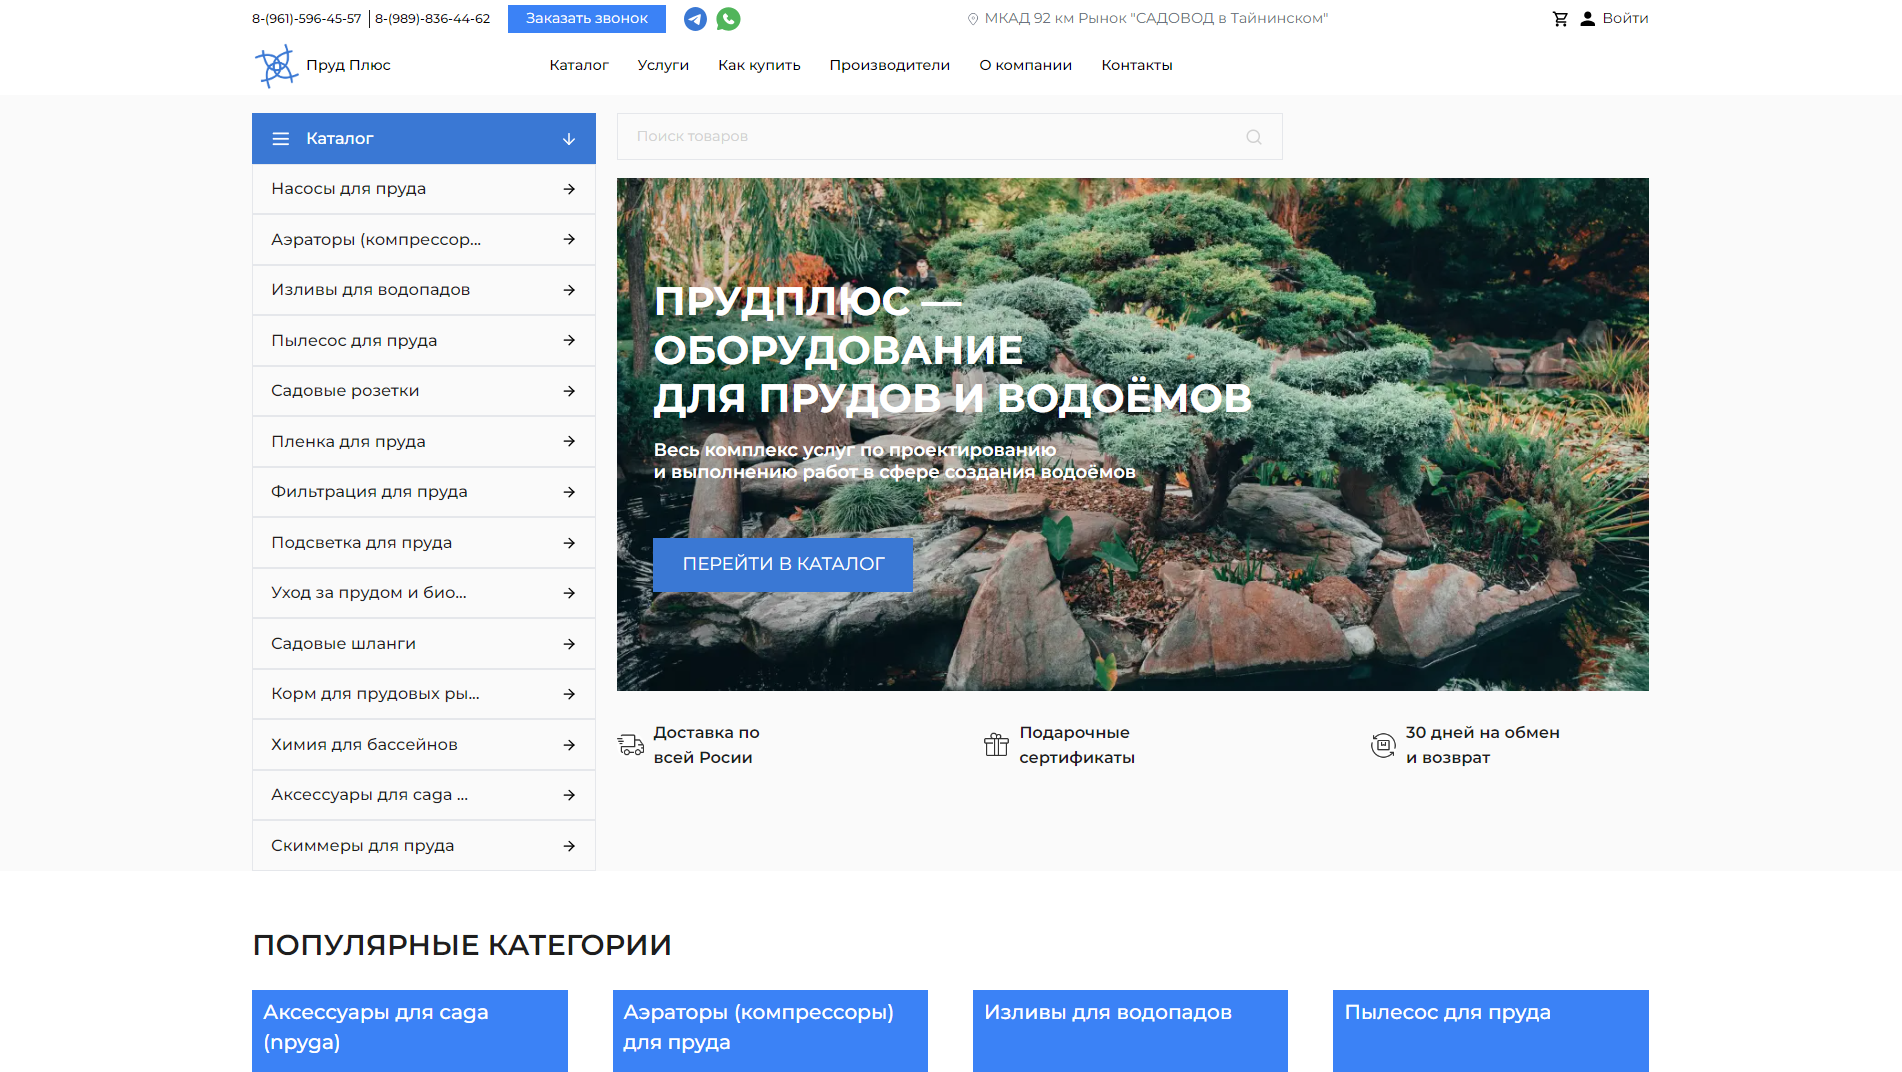 8-(961)-596-45-57 8-(989)-836-44-62 Заказать звонок МКАД 92 км Рынок "САДОВОД в Тайнинском" Войти
Пруд Плюс Каталог Услуги Как купить Производители О компании Контакты
Каталог
Поиск товаров
Насосы для пруда
Аэраторы (компрессор...
Изливы для водопадов
Пылесос для пруда
Садовые розетки
Пленка для пруда
Фильтрация для пруда
Подсветка для пруда
Уход за прудом и био...
Садовые шланги
Корм для прудовых ры...
Химия для бассейнов
Аксессуары для сада ...
Скиммеры для пруда
ПРУДПЛЮС —
ОБОРУДОВАНИЕ
ДЛЯ ПРУДОВ И ВОДОЁМОВ
Весь комплекс услуг по проектированию
и выполнению работ в сфере создания водоёмов
ПЕРЕЙТИ В КАТАЛОГ
Доставка по
всей Росии
Подарочные
сертификаты
30 дней на обмен
и возврат
ПОПУЛЯРНЫЕ КАТЕГОРИИ
Аксессуары для сада
(пруда)
Аэраторы (компрессоры)
для пруда
Изливы для водопадов
Пылесос для пруда